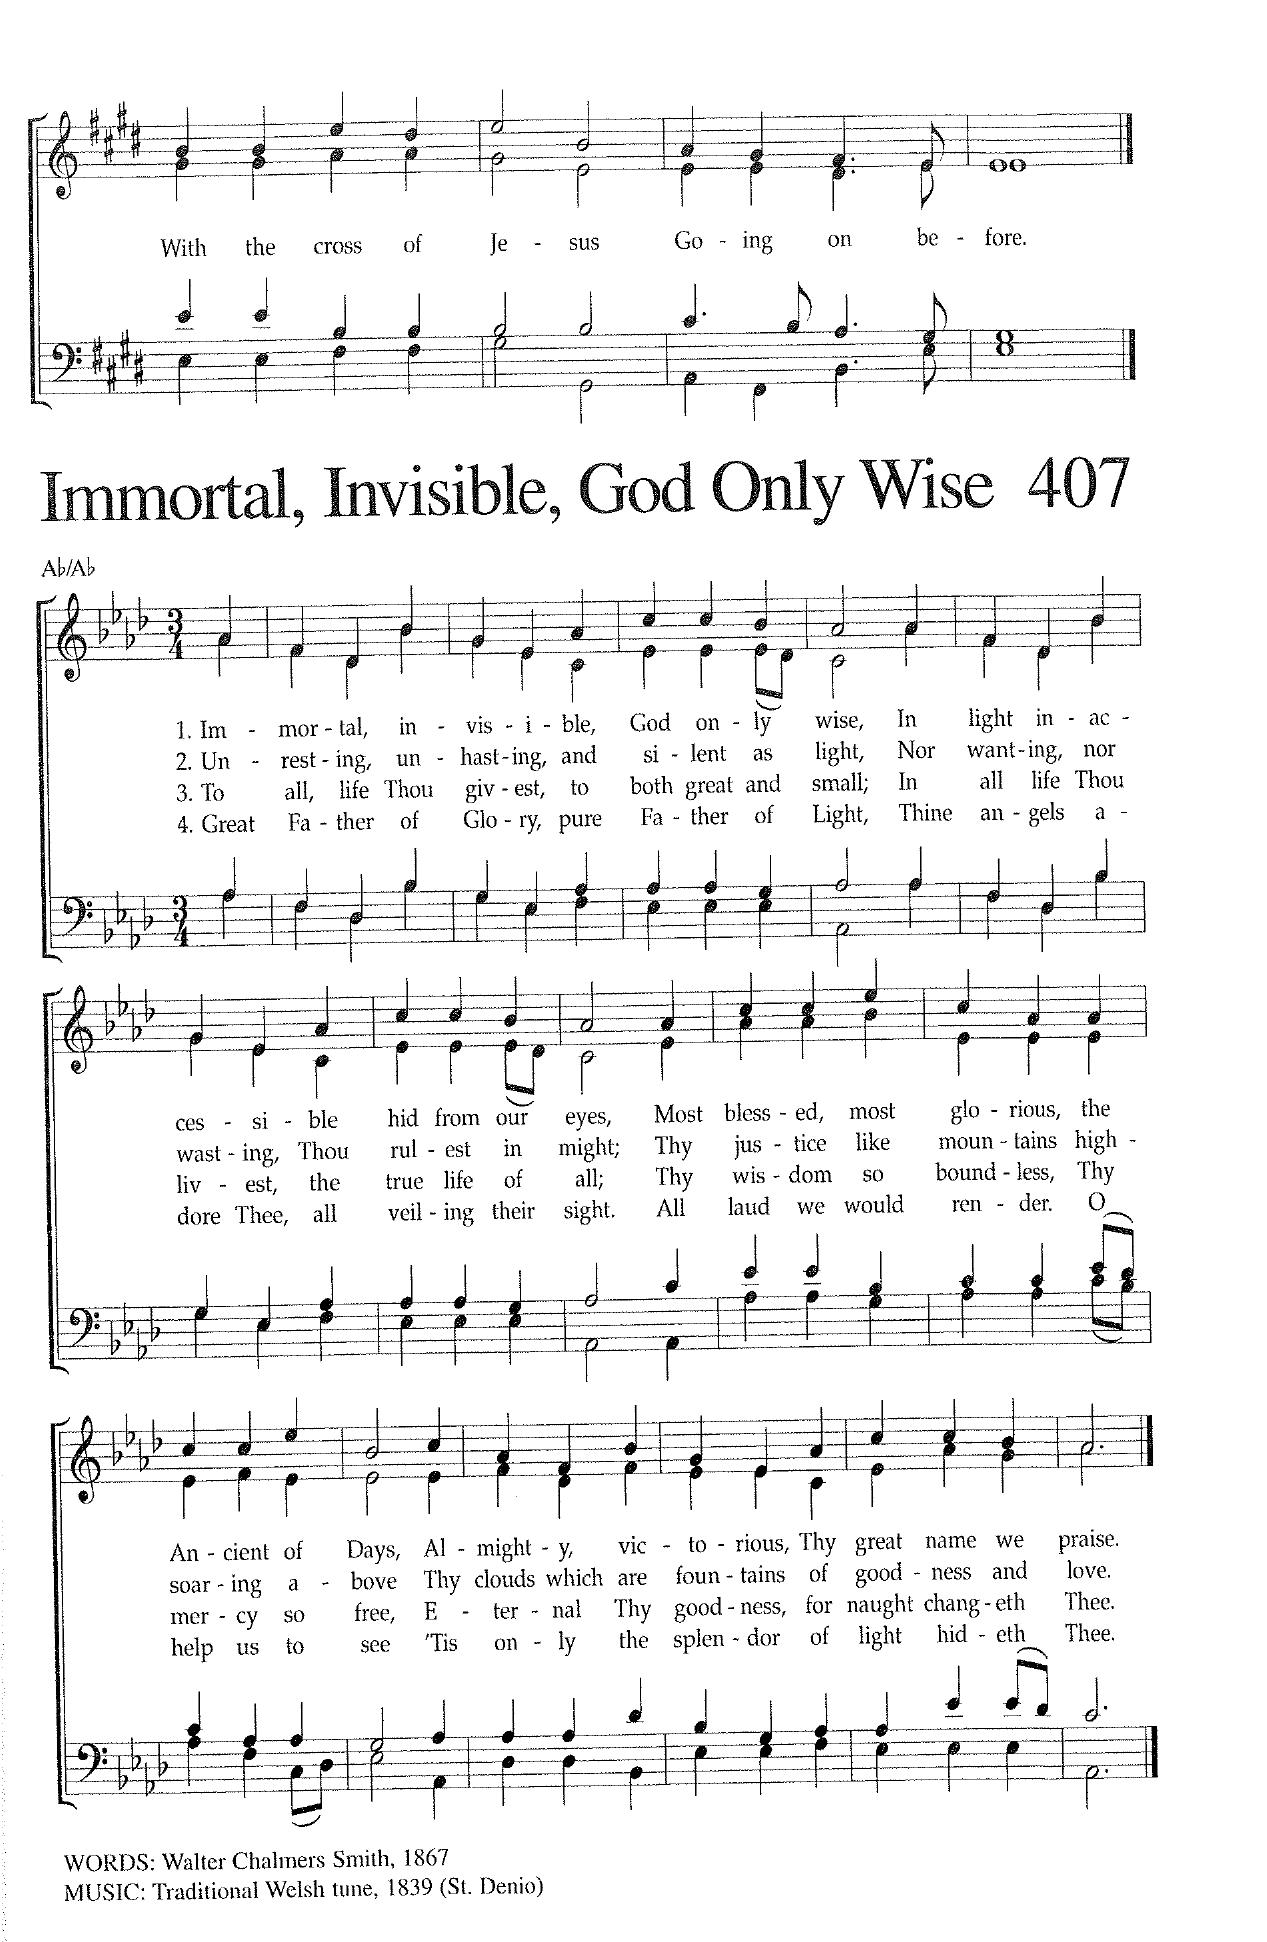 With the cross of Je - sus Go - ing on be - fore.
Immortal, Invisible, God Only Wise 407
A♭/A♭
1. Im - mor - tal, in - vis - i - ble, God on - ly wise, In light in - ac -
2. Un - rest - ing, un - hast - ing, and si - lent as light, Nor want - ing, nor
3. To all, life Thou giv - est, to both great and small; In all life Thou
4. Great Fa - ther of Glo - ry, pure Fa - ther of Light, Thine an - gels a -
ces - si - ble hid from our eyes, Most bless - ed, most glo - rious, the
wast - ing, Thou rul - est in might; Thy jus - tice like moun - tains high -
liv - est, the true life of all; Thy wis - dom so bound - less, Thy
dore Thee, all veil - ing their sight. All laud we would ren - der. O
An - cient of Days, Al - might - y, vic - to - rious, Thy great name we praise.
soar - ing a - bove Thy clouds which are foun - tains of good - ness and love.
mer - cy so free, E - ter - nal Thy good - ness, for naught chang - eth Thee.
help us to see 'Tis on - ly the splen - dor of light hid - eth Thee.
WORDS: Walter Chalmers Smith, 1867
MUSIC: Traditional Welsh tune, 1839 (St. Denio)